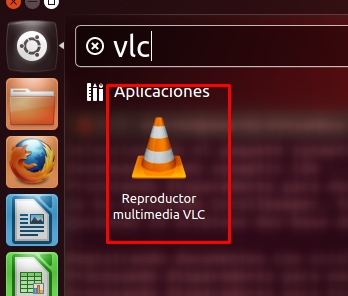 vlc
Aplicaciones
Reproductor
multimedia VLC